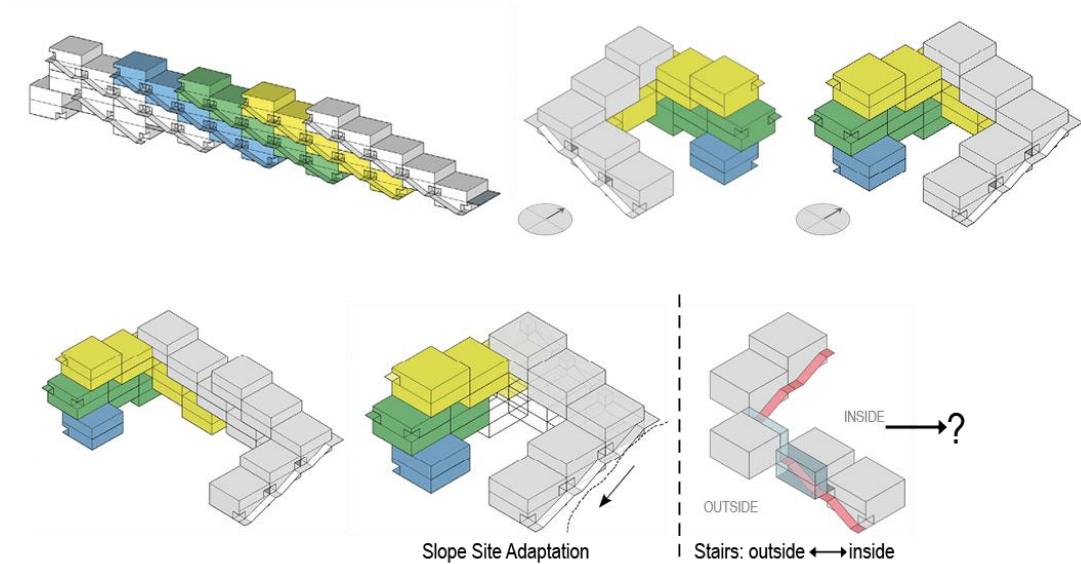 INSIDE
?
OUTSIDE
Slope Site Adaptation
Stairs: outside ↔ inside